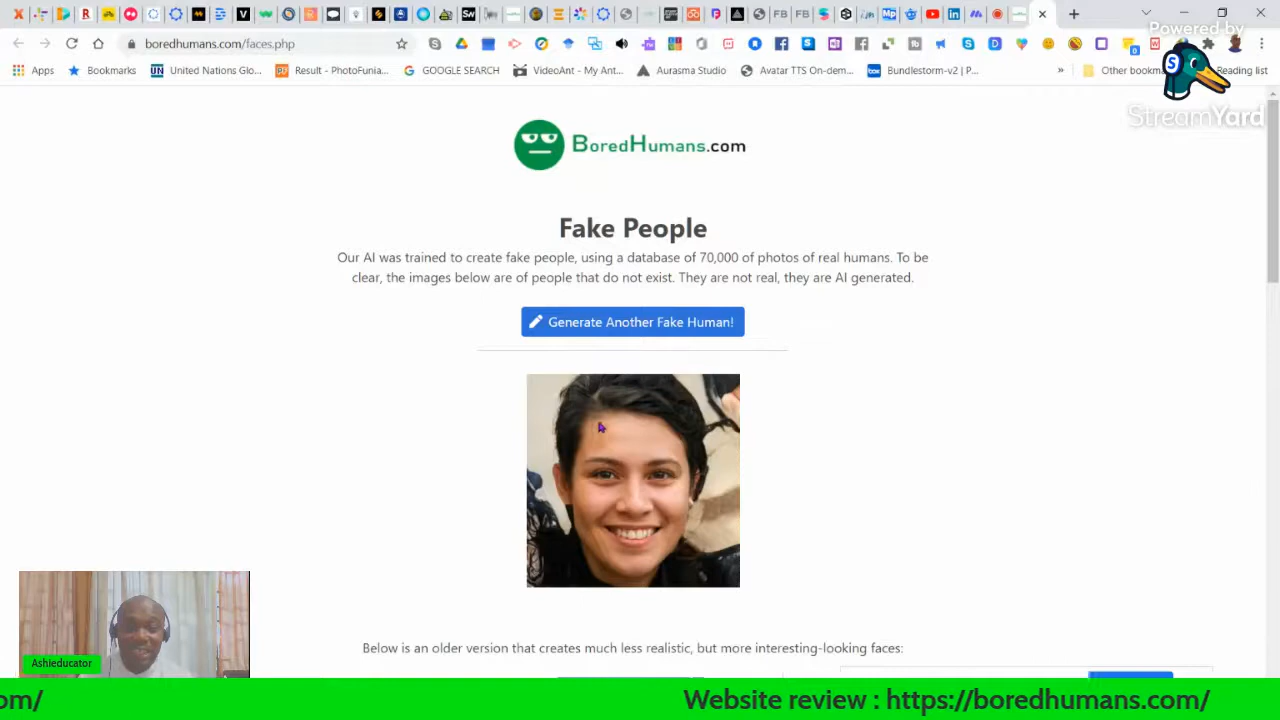 boredhumans.com/faces.php
Powered by
StreamYard
Apps
Bookmarks
United Nations Glo...
Result - PhotoFunia...
GOOGLE SEARCH
VideoAnt - My Ant...
Aurasma Studio
Avatar TTS On-dem...
Bundlestorm-v2 | P...
»
Other bookma
Reading list
BoredHumans.com
Fake People
Our AI was trained to create fake people, using a database of 70,000 of photos of real humans. To be
clear, the images below are of people that do not exist. They are not real, they are AI generated.
Generate Another Fake Human!
Below is an older version that creates much less realistic, but more interesting-looking faces:
Ashieducator
om/
Website review : https://boredhumans.com/